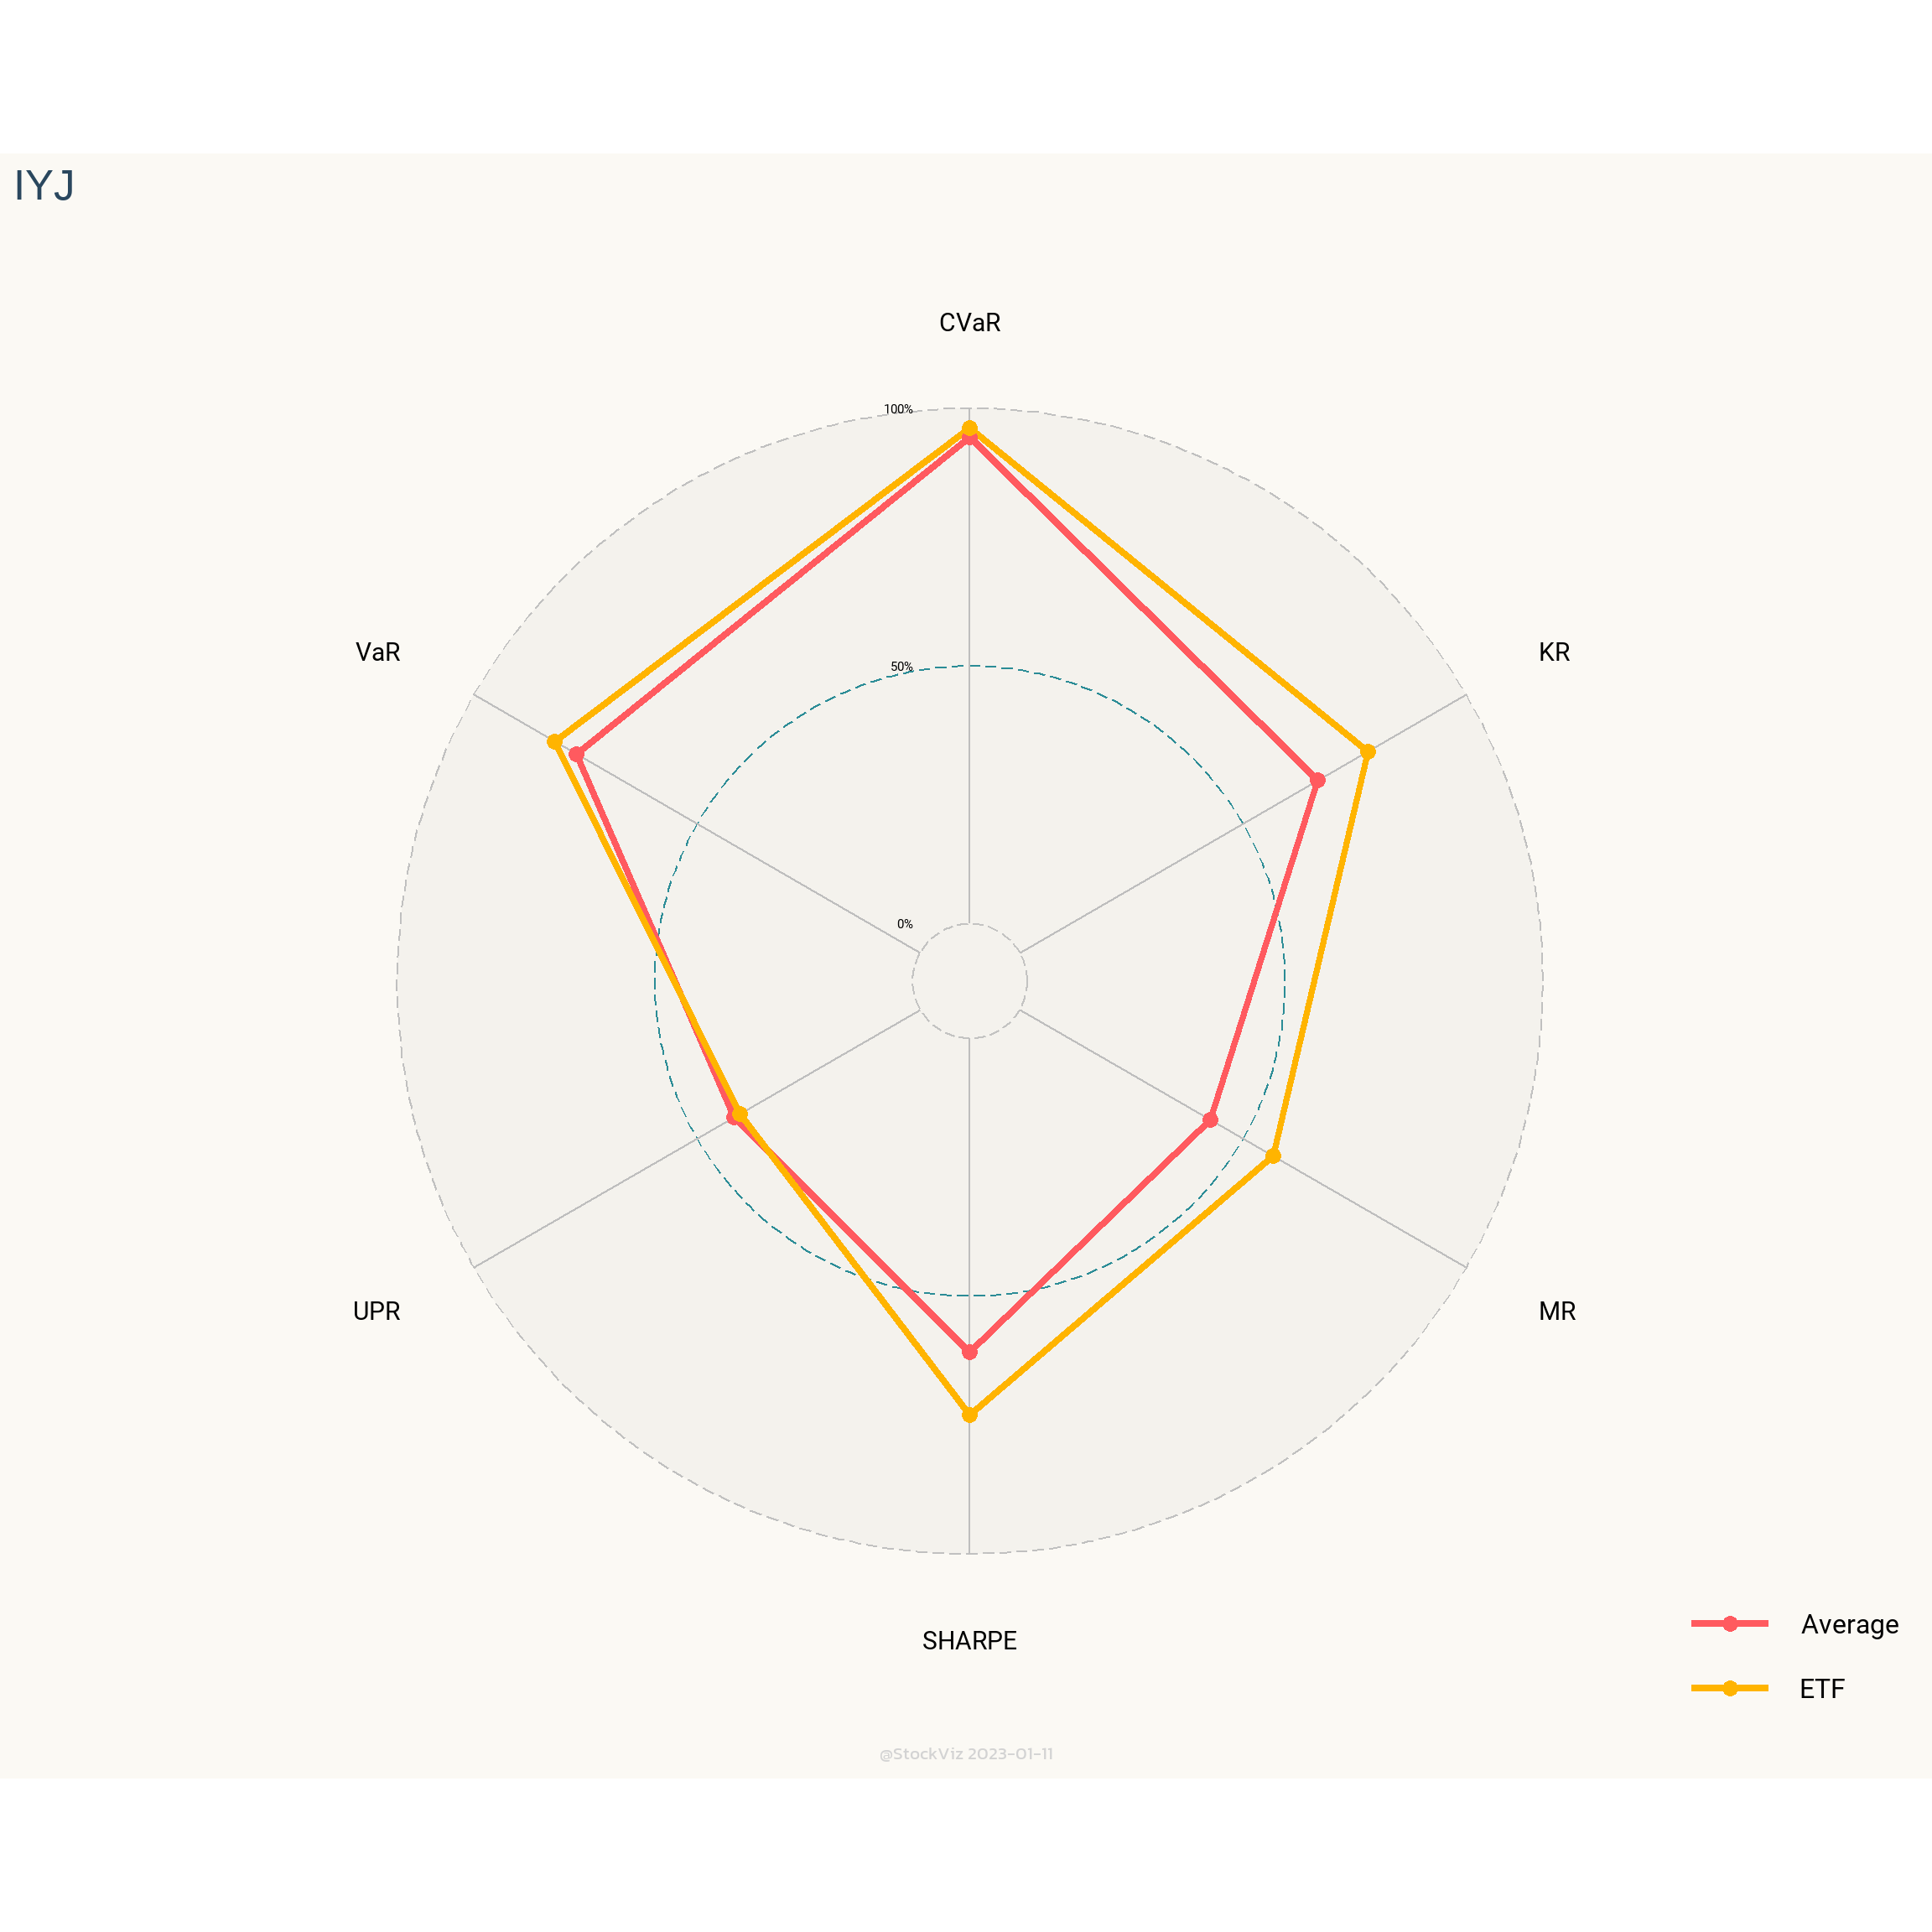 IYJ
CVaR
100%
VaR
KR
50%
0%
UPR
MR
SHARPE
Average
ETF
@StockViz 2023-01-11